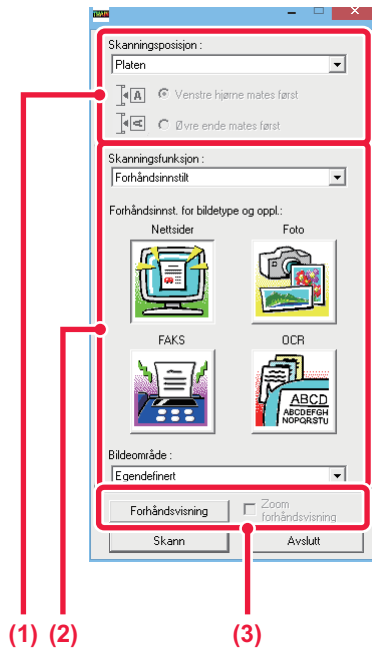 TWAIN
Skanningsposisjon :
Platen
A
Venstre hjørne mates først
A
Øvre ende mates først
Skanningsfunksjon :
Forhåndsinnstilt
Forhåndsinnst. for bildetype og oppl.:
Nettsider Foto
FAKS OCR
ABCD
ABCDEFGH
NOPQRSTU
Bildeområde :
Egendefinert
Forhåndsvisning Zoom
forhåndsvisning
Skann Avslutt
(1) (2) (3)